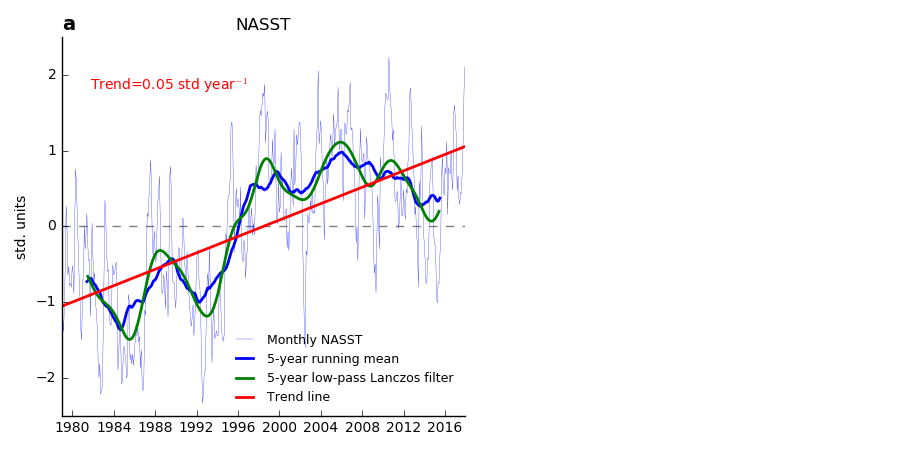 a
NASST
Trend=0.05 std year⁻¹
std. units
2
1
0
−1
−2
Monthly NASST
5-year running mean
5-year low-pass Lanczos filter
Trend line
1980 1984 1988 1992 1996 2000 2004 2008 2012 2016